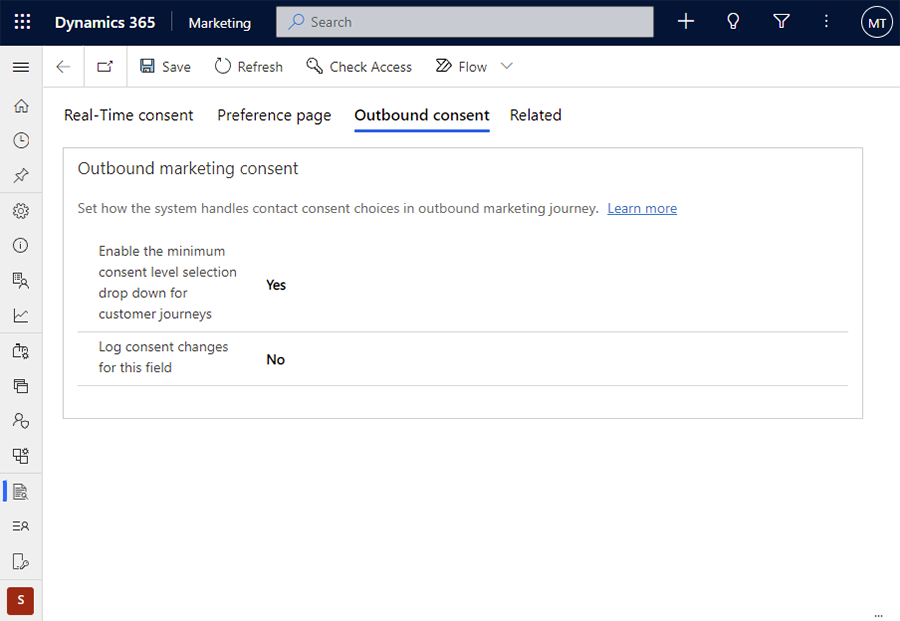 Dynamics 365 Marketing Search MT
Save Refresh Check Access Flow
Real-Time consent Preference page Outbound consent Related
Outbound marketing consent
Set how the system handles contact consent choices in outbound marketing journey. Learn more
Enable the minimum
consent level selection
drop down for
customer journeys
Yes
Log consent changes
for this field
No
S
...